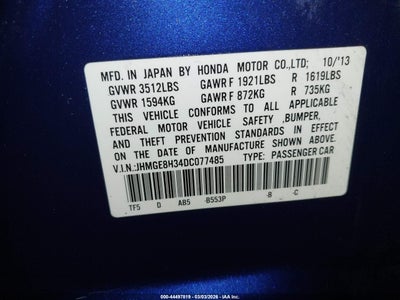 MFD. IN JAPAN BY HONDA MOTOR CO.,LTD; 10/'13
GVWR 3512LBS GAWR F 1921LBS R 1619LBS
GVWR 1594KG GAWR F 872KG R 735KG
THIS VEHICLE CONFORMS TO ALL APPLICABLE
FEDERAL MOTOR VEHICLE SAFETY ,BUMPER,
AND THEFT PREVENTION STANDARDS IN EFFECT
ON THE DATE OF MANUFACTURE SHOWN ABOVE.
V.I.N.:JHMGE8H34DC077485 TYPE: PASSENGER CAR
TF5 D AB5 -B553P -B -C
000-44497819 - 03/03/2026 - IAA Inc.